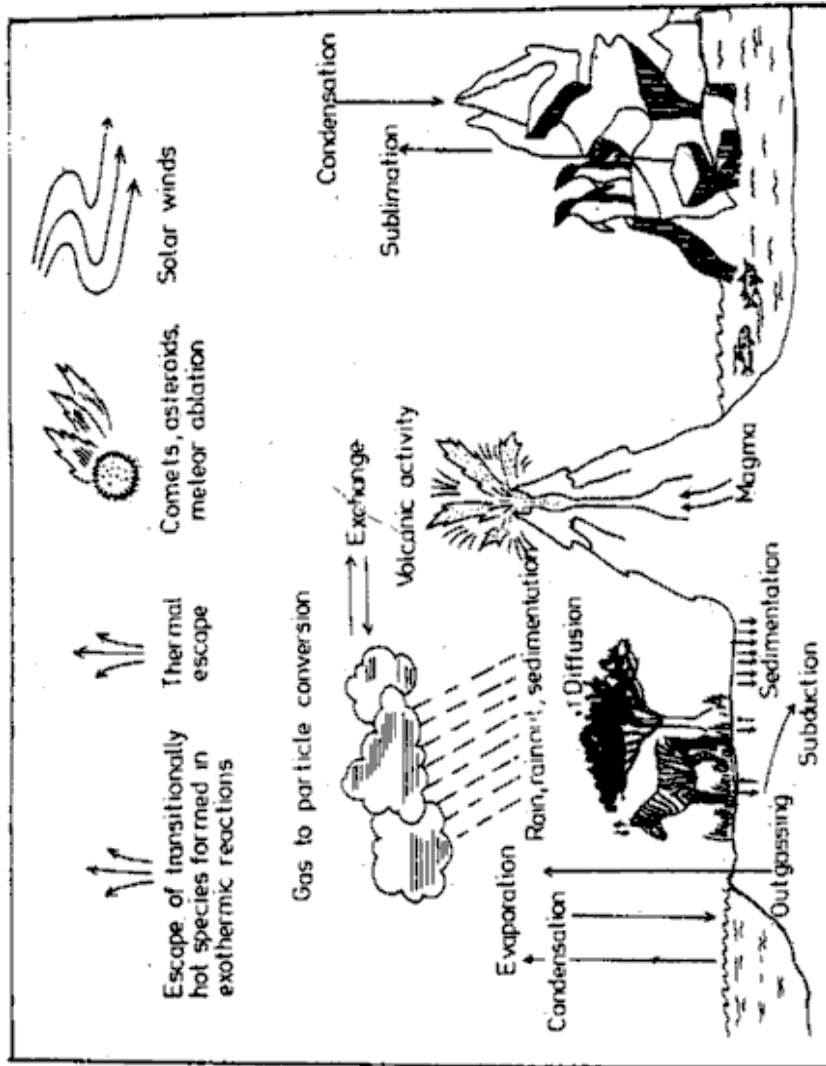 Escape of transitionally
hot species formed in
exothermic reactions
Thermal
escape
Comets, asteroids,
meteor ablation
Solar winds
Gas to particle conversion
Exchange
Volcanic activity
Condensation
Sublimation
Evaporation
Condensation
Rain, rainout, sedimentation
Diffusion
Outgassing
Subduction
Sedimentation
Magma